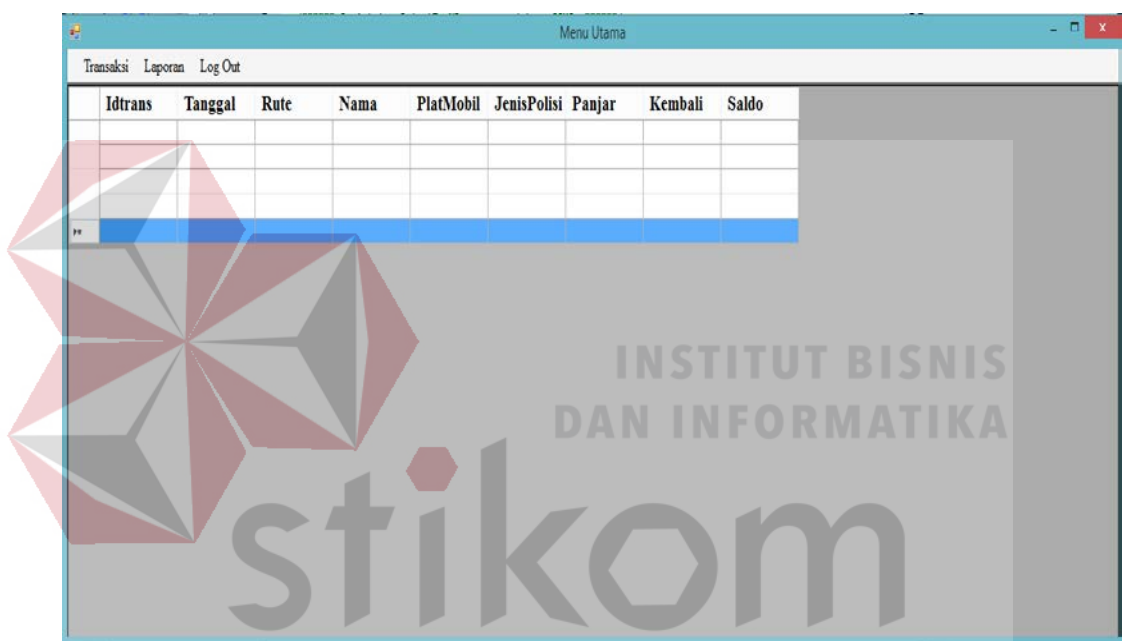 Menu Utama
Transaksi Laporan Log Out
Idtrans Tanggal Rute Nama PlatMobil JenisPolisi Panjar Kembali Saldo
INSTITUT BISNIS
DAN INFORMATIKA
stikom